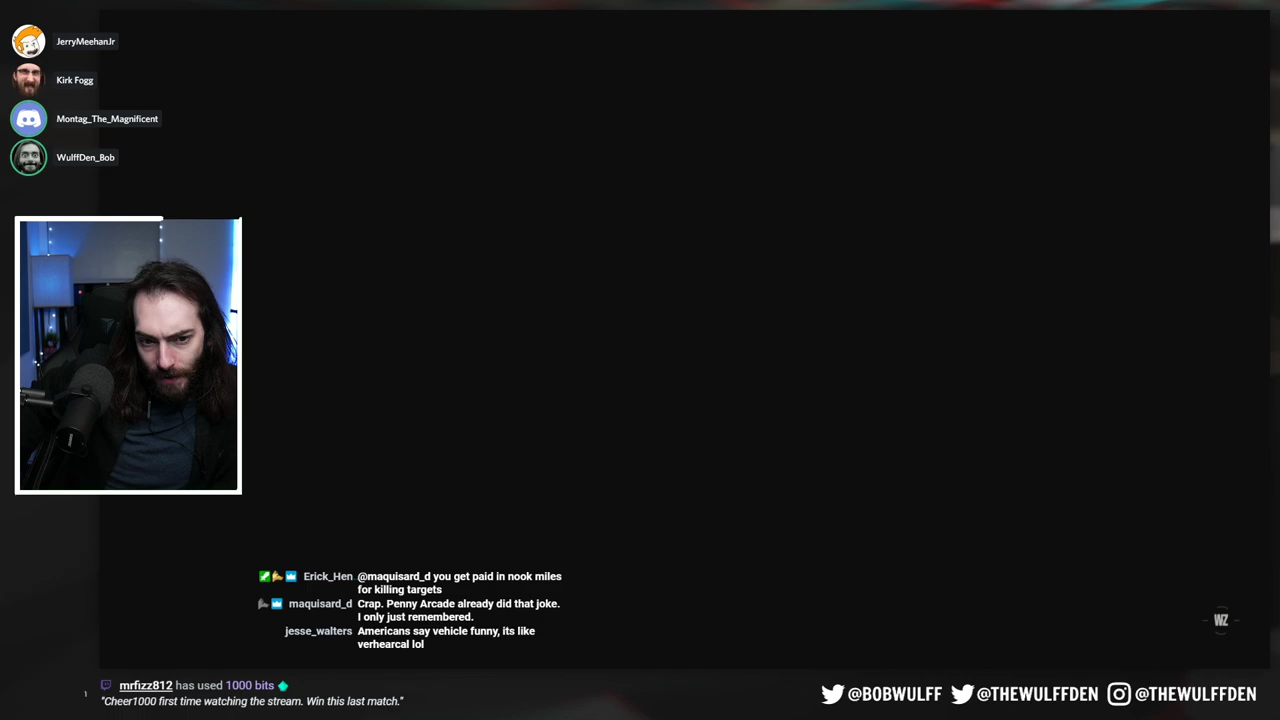 JerryMeehanJr
Kirk Fogg
Montag_The_Magnificent
WulffDen_Bob
Erick_Hen @maquisard_d you get paid in nook miles
for killing targets
maquisard_d Crap. Penny Arcade already did that joke.
I only just remembered.
jesse_walters Americans say vehicle funny, its like
verhearcal lol
WZ
mrfizz812 has used 1000 bits
"Cheer1000 first time watching the stream. Win this last match."
@BOBWULFF @THEWULFFDEN @THEWULFFDEN